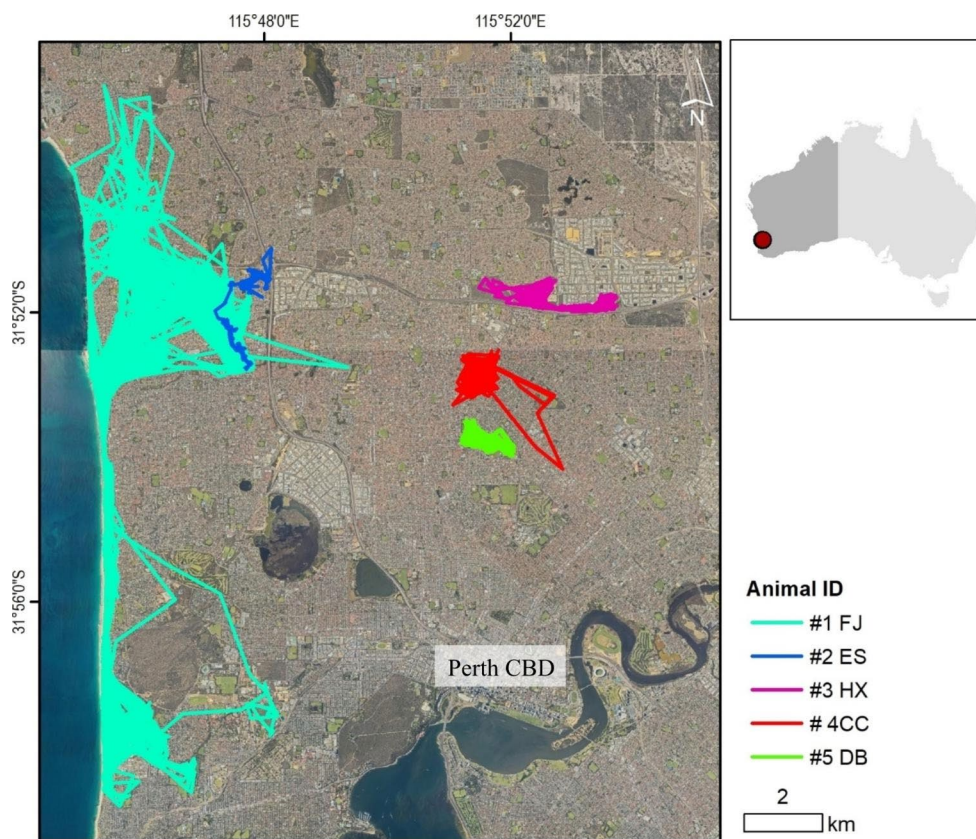 115°48'0"E
115°52'0"E
N
31°52'0"S
31°56'0"S
Perth CBD
Animal ID
#1 FJ
#2 ES
#3 HX
# 4CC
#5 DB
2
km